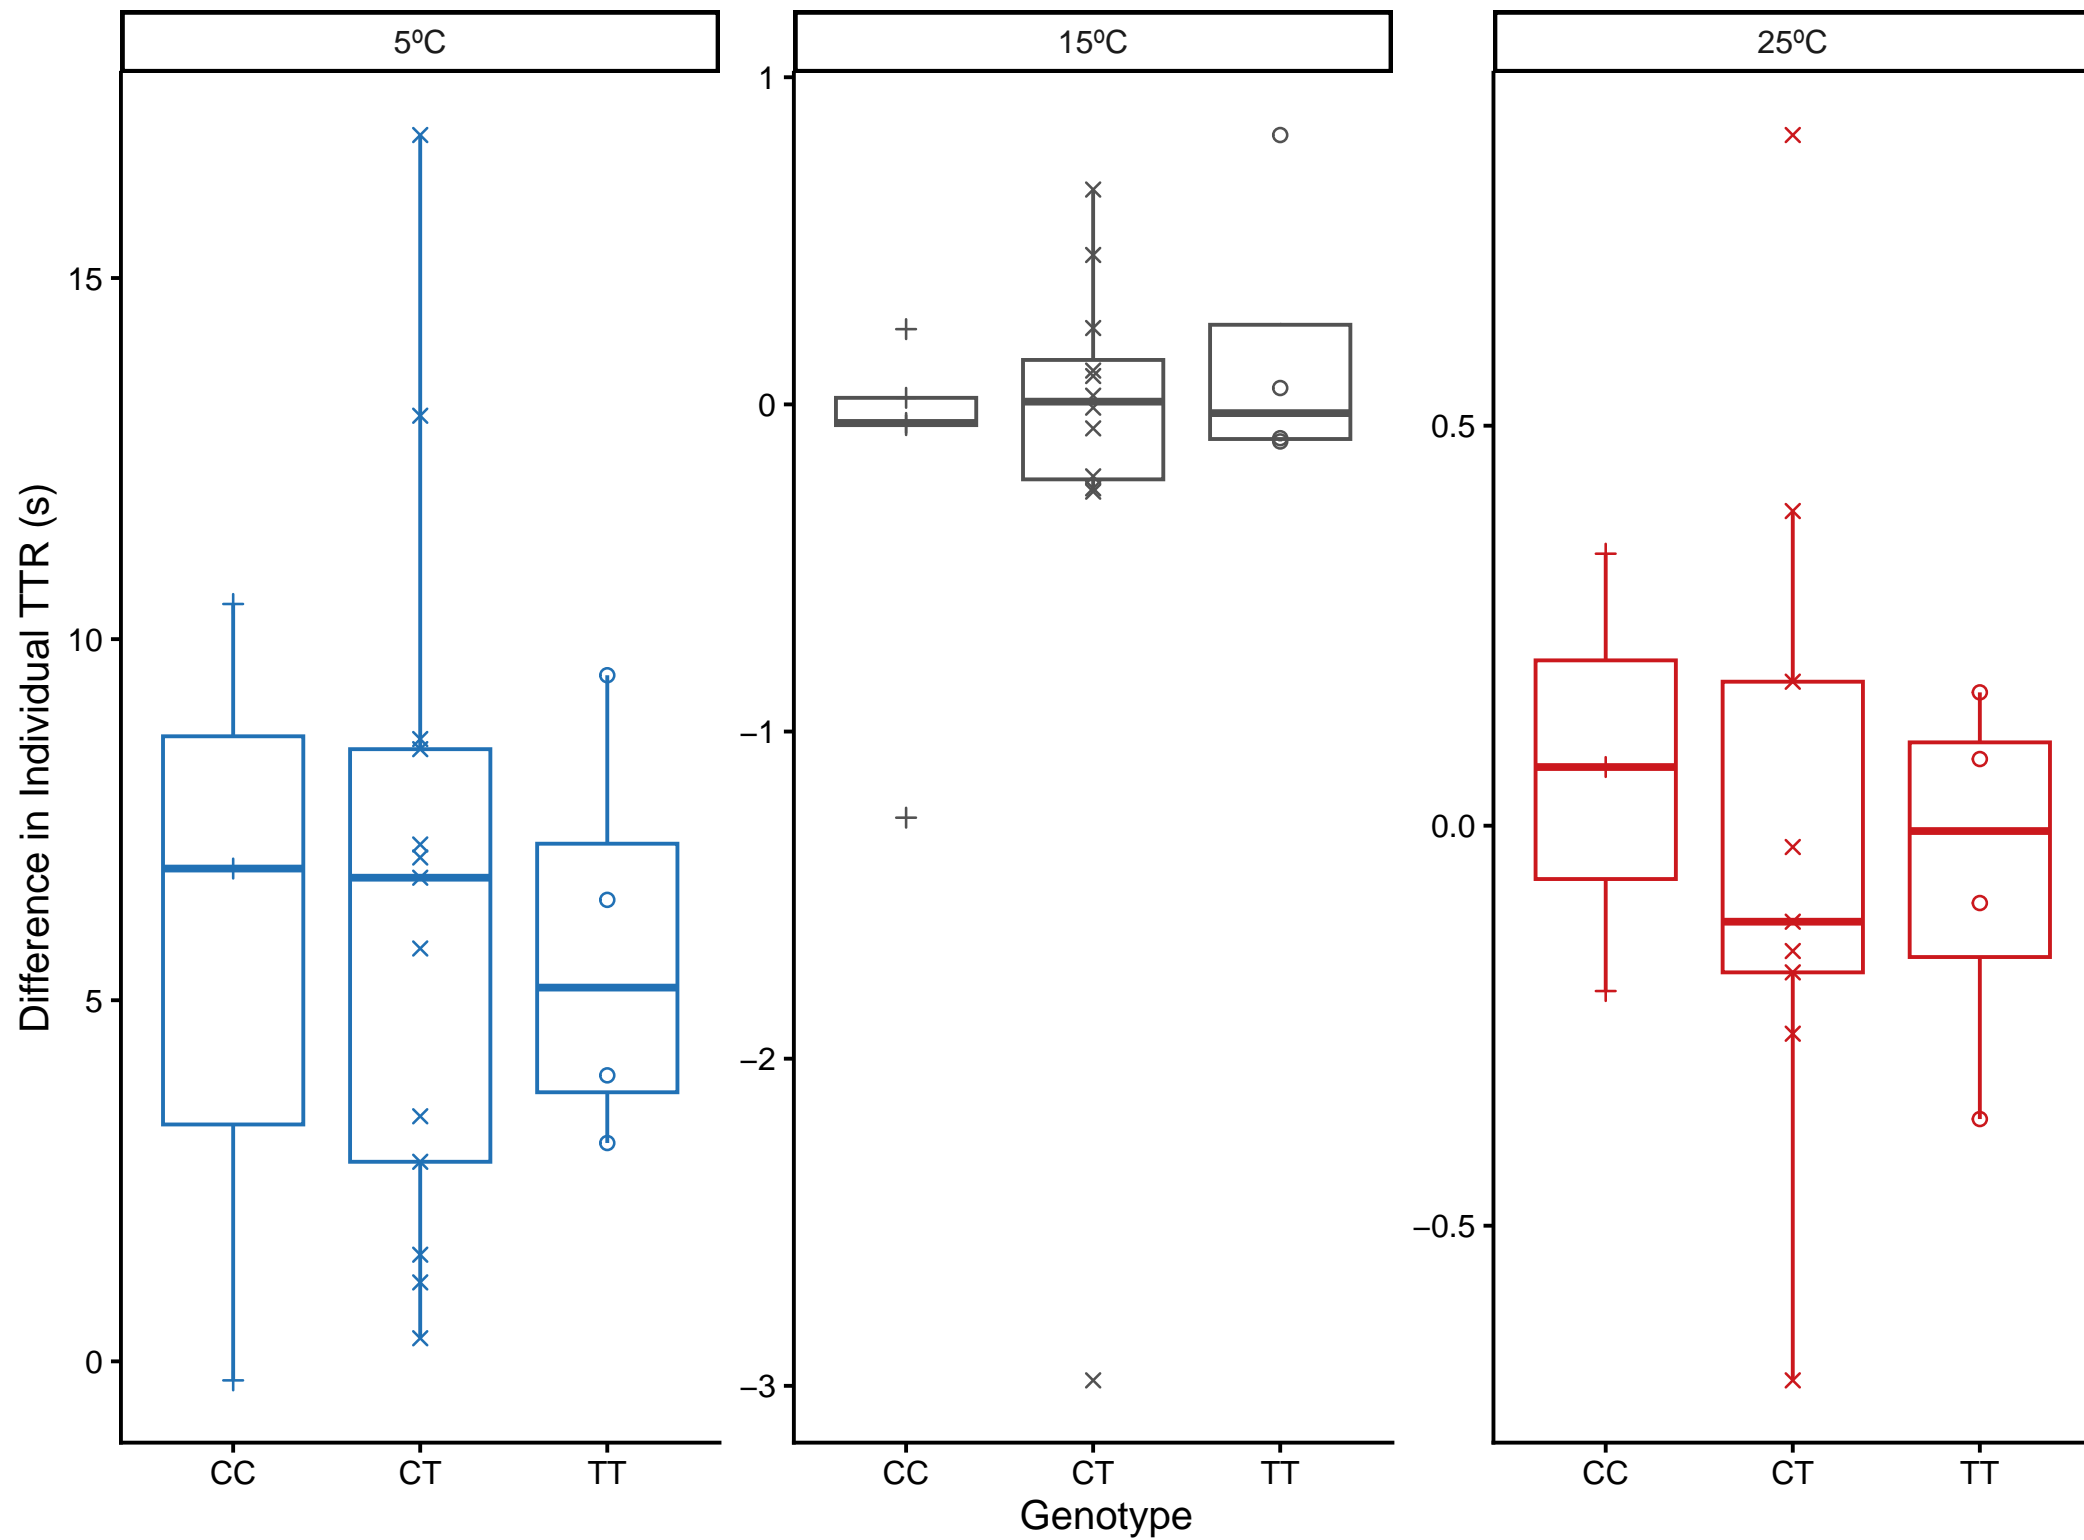 5ºC
15ºC
25ºC
Difference in Individual TTR (s)
15
10
5
0
1
0
−1
−2
−3
0.5
0.0
−0.5
CC
CT
TT
CC
CT
TT
CC
CT
TT
Genotype